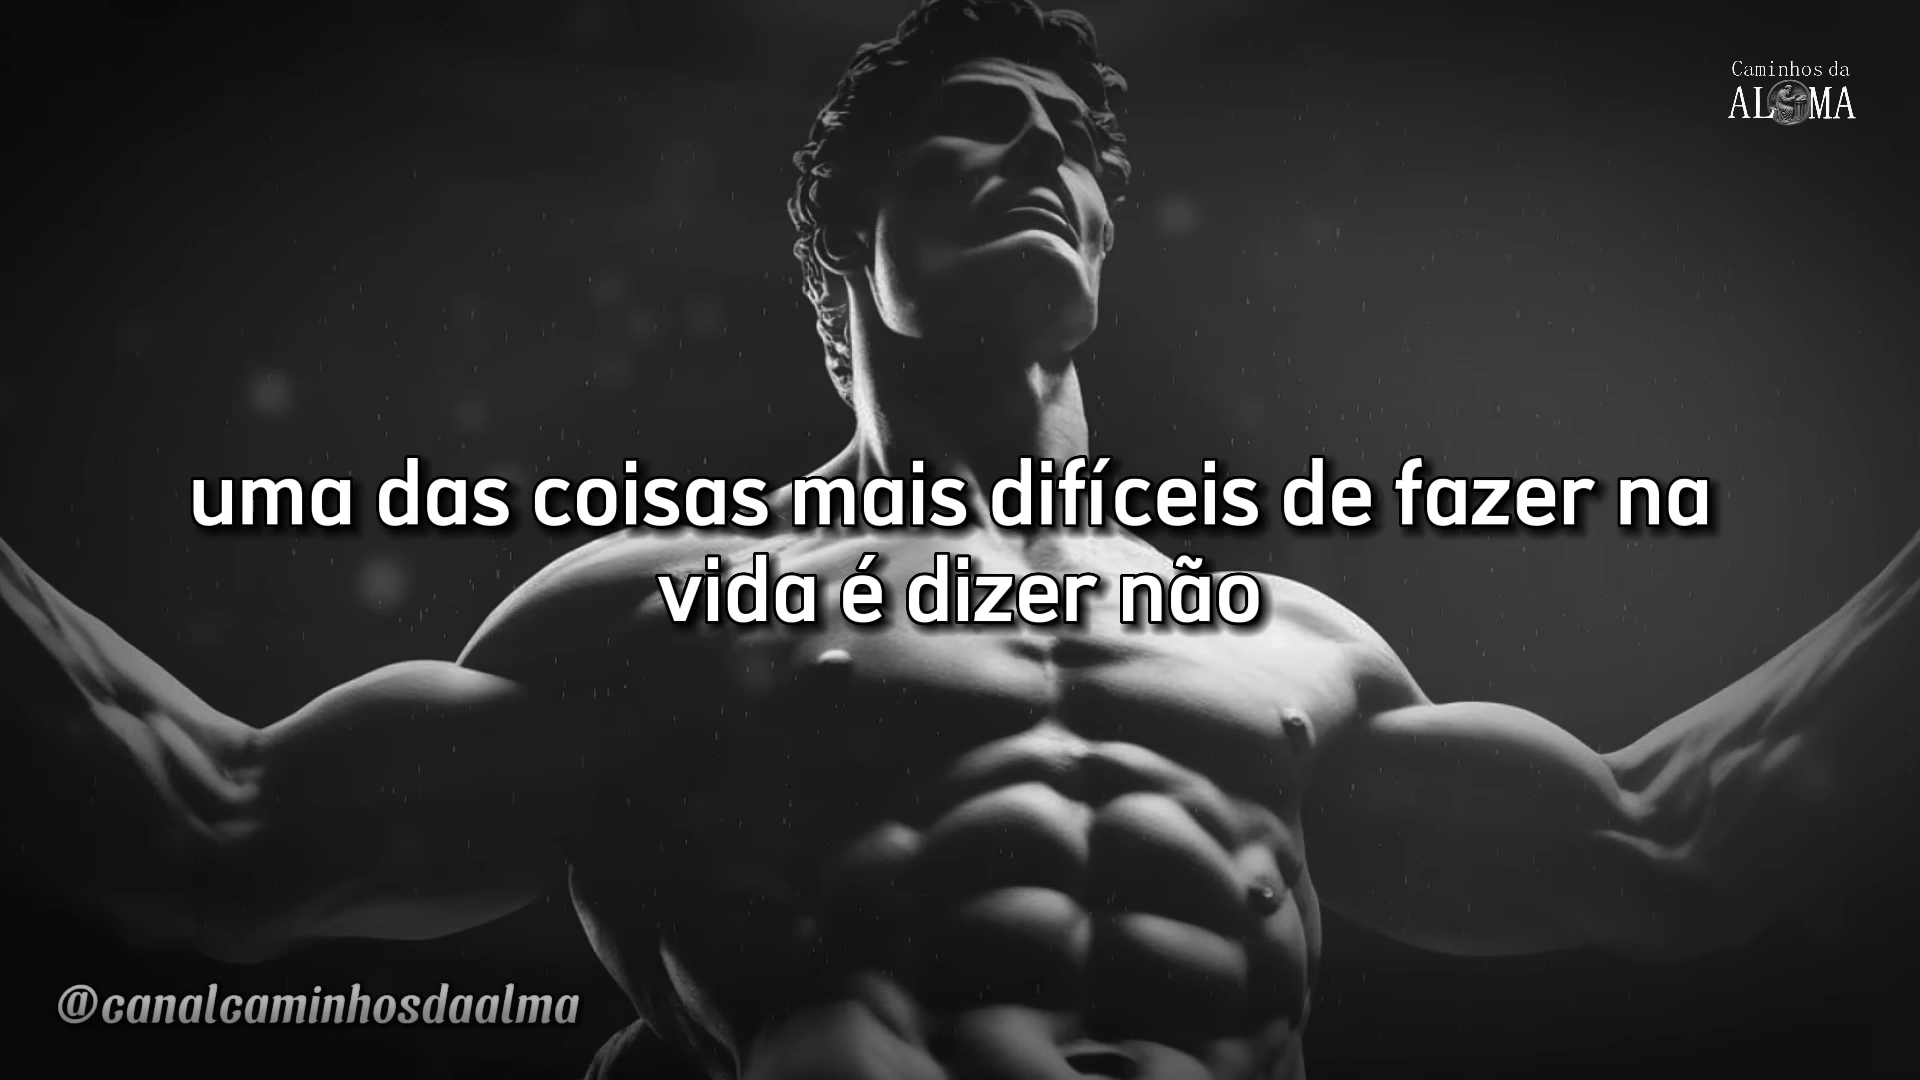 Caminhos da
ALMA
uma das coisas mais difíceis de fazer na
vida é dizer não
@canalcaminhosdaalma